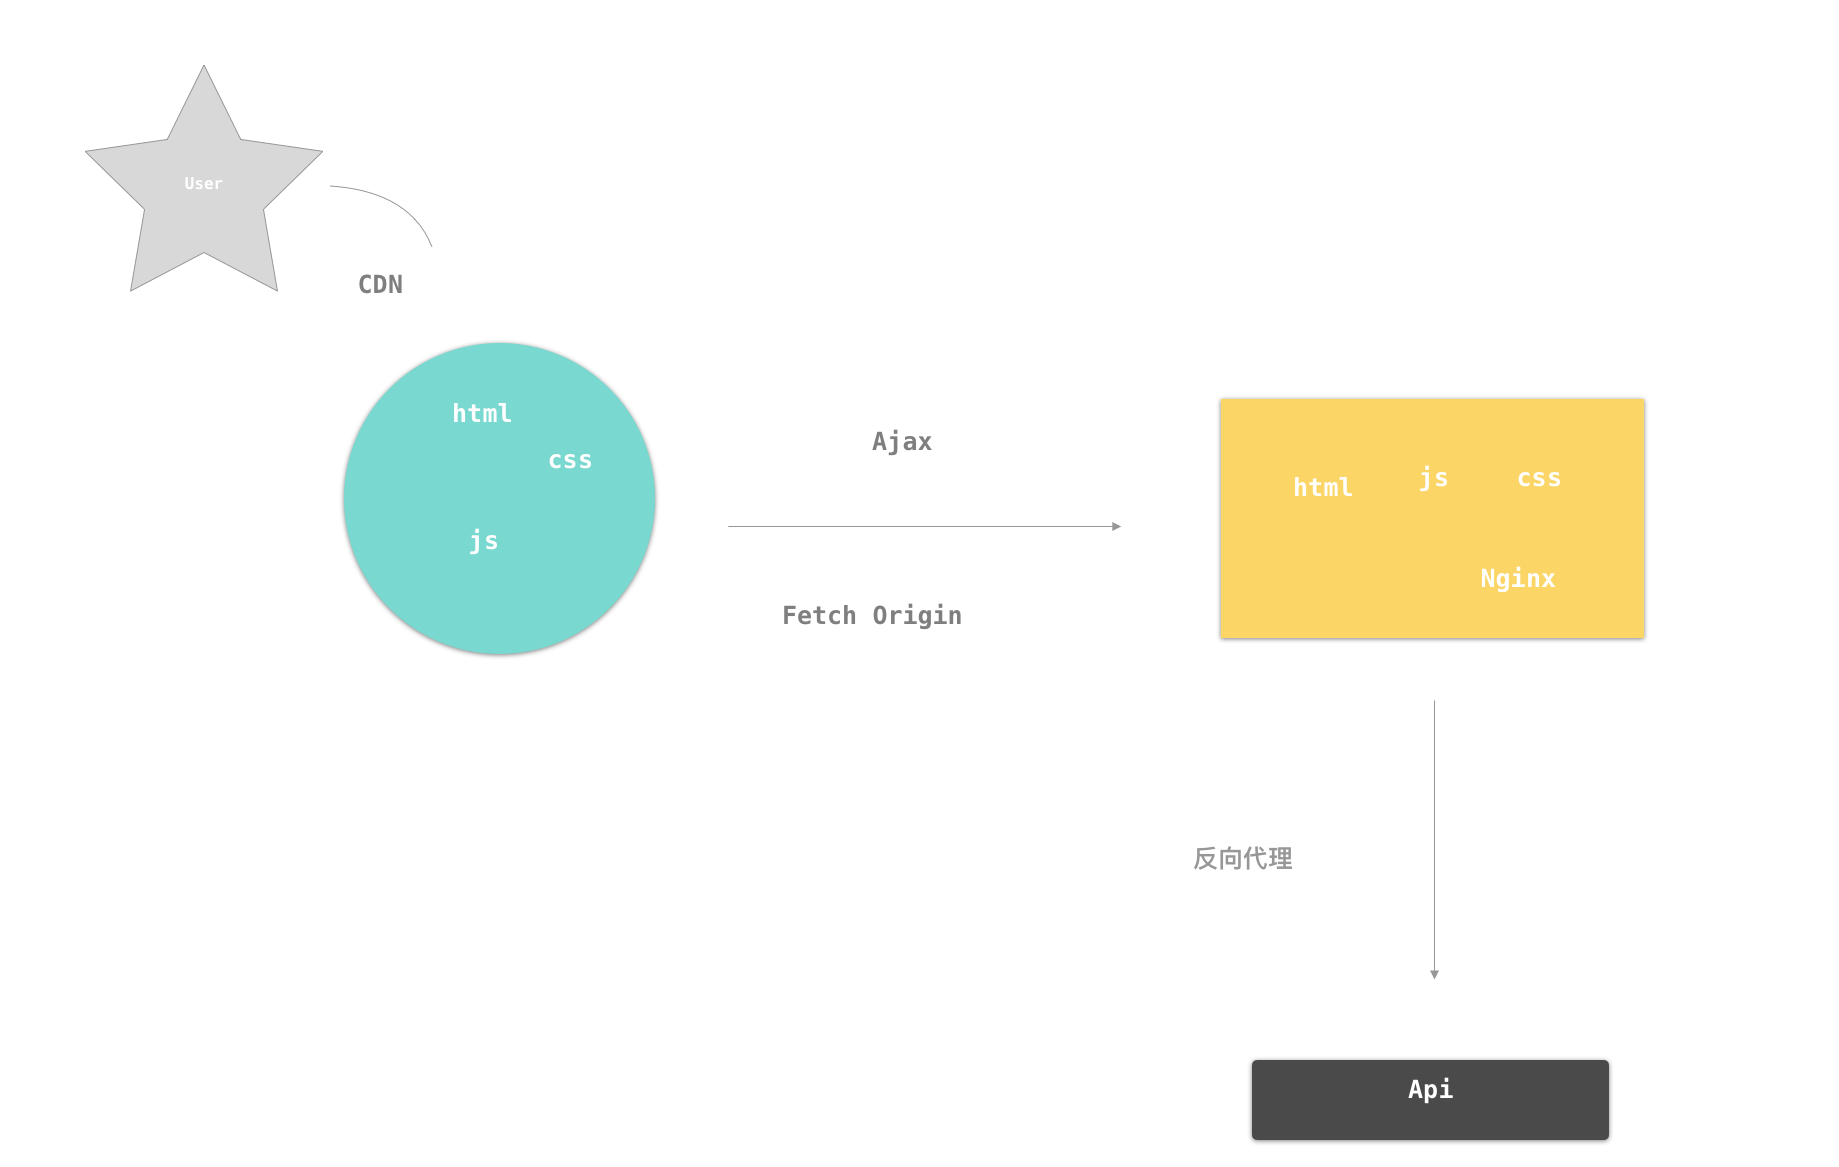 User
CDN
html
css
js
Ajax
Fetch Origin
html
js
css
Nginx
反向代理
Api